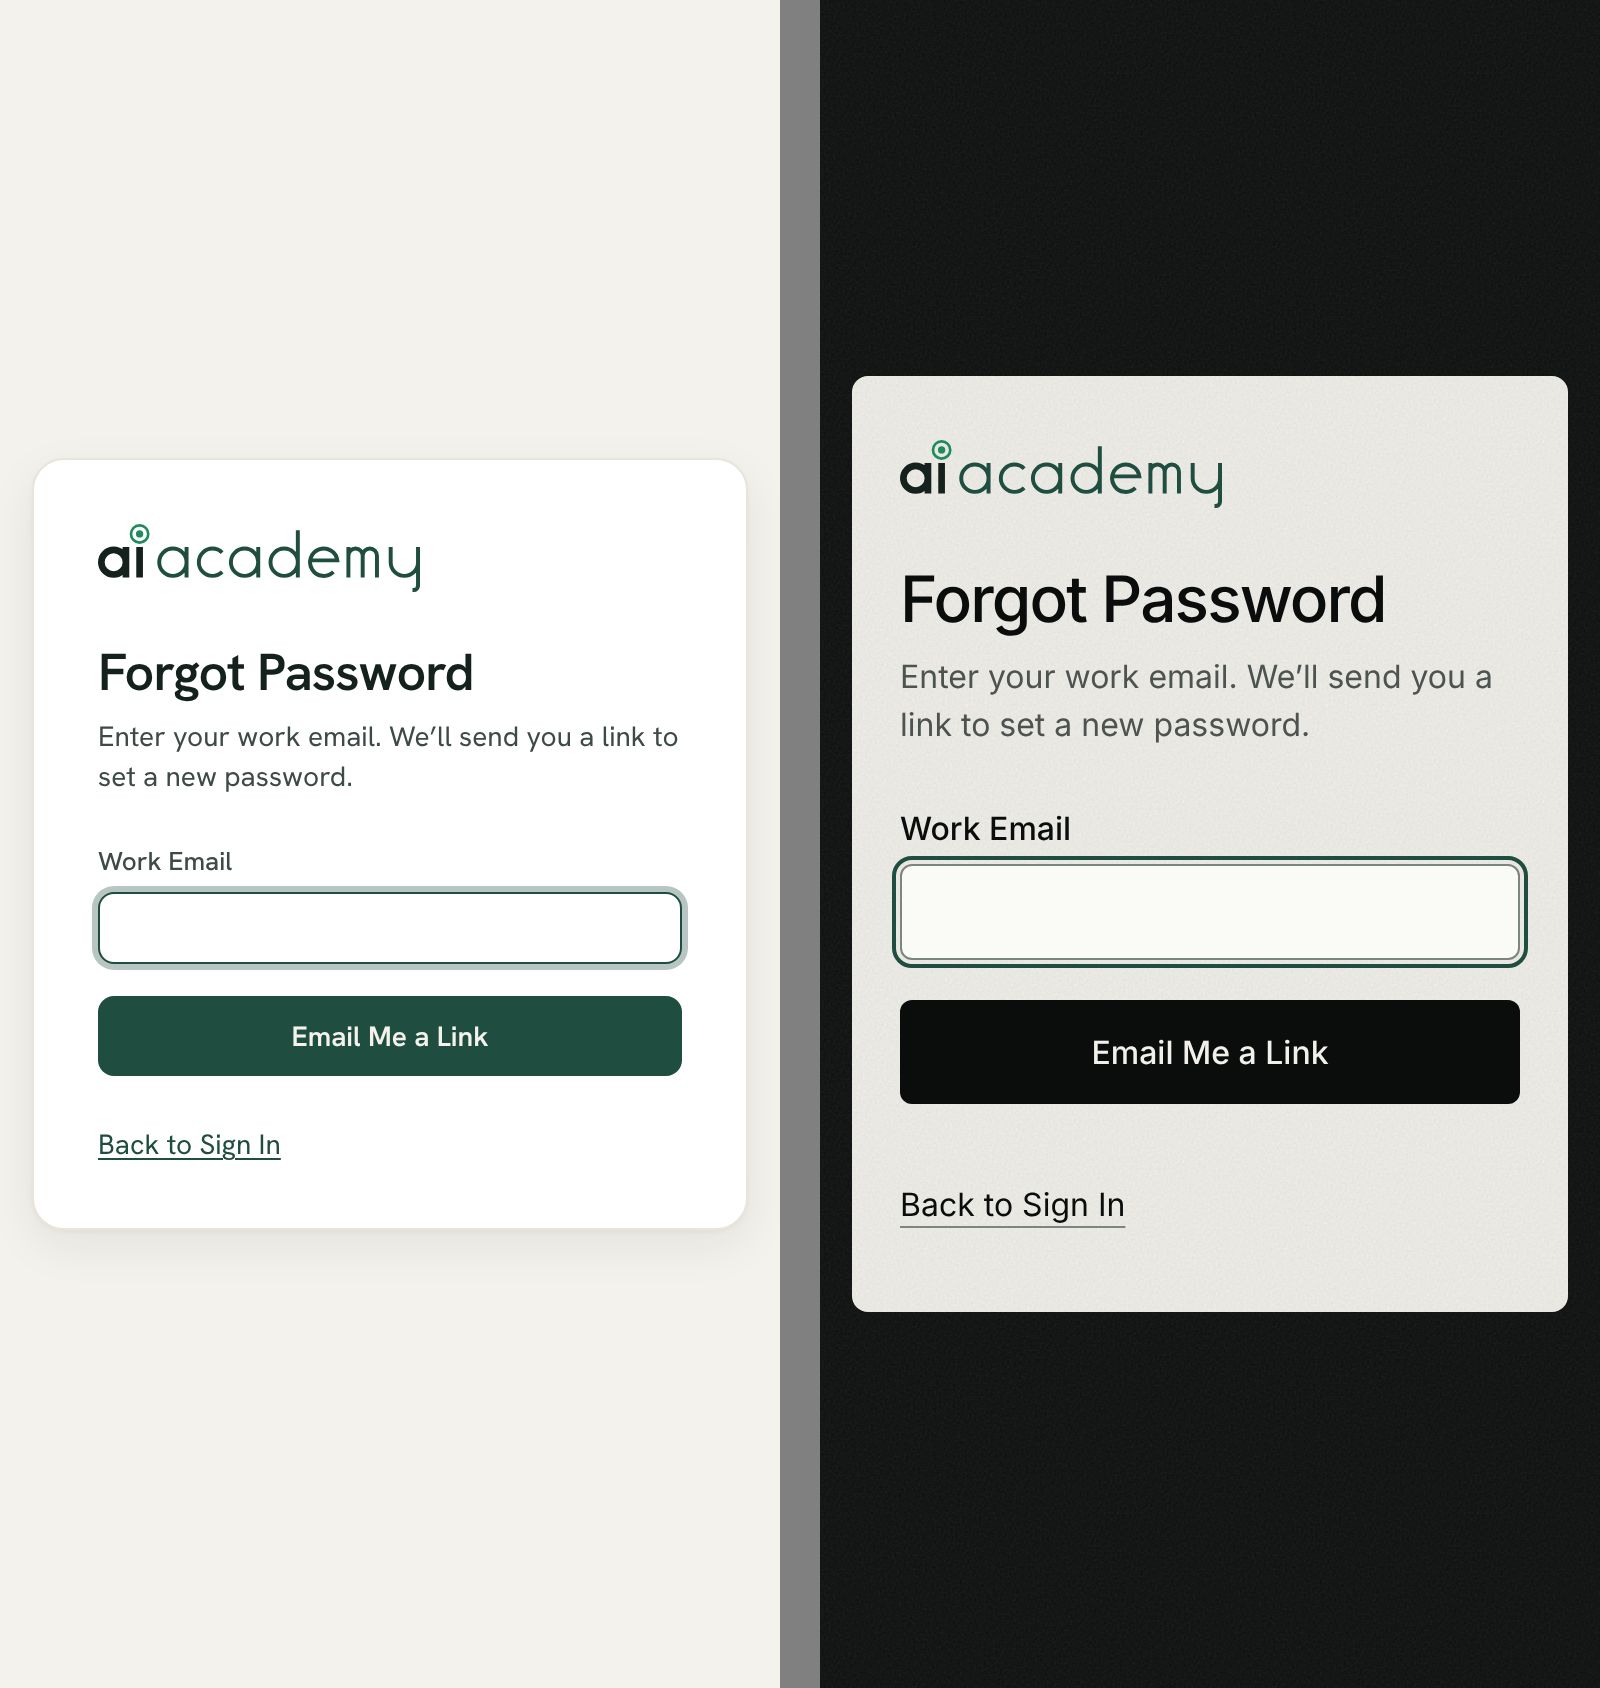 ai academy
Forgot Password
Enter your work email. We’ll send you a link to
set a new password.
Work Email
Email Me a Link
Back to Sign In
ai academy
Forgot Password
Enter your work email. We’ll send you a
link to set a new password.
Work Email
Email Me a Link
Back to Sign In